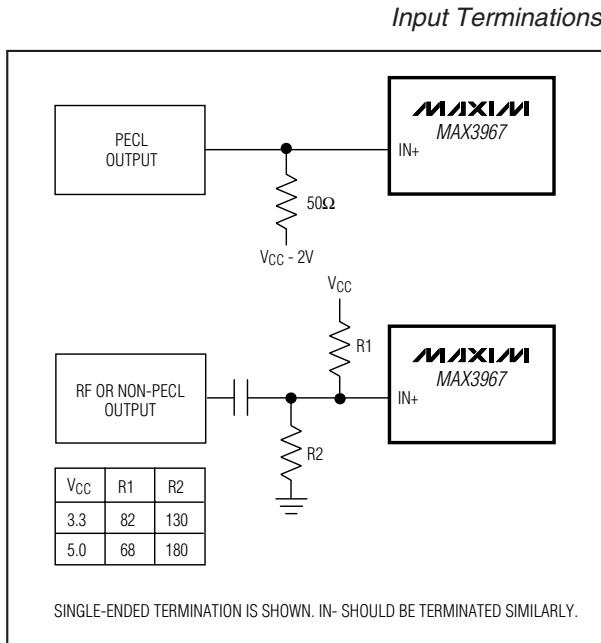 Input Terminations
PECL
OUTPUT
MAXIM
MAX3967
IN+
50Ω
VCC - 2V
VCC
R1
MAXIM
MAX3967
RF OR NON-PECL
OUTPUT
IN+
R2
VCC R1 R2
3.3 82 130
5.0 68 180
SINGLE-ENDED TERMINATION IS SHOWN. IN- SHOULD BE TERMINATED SIMILARLY.